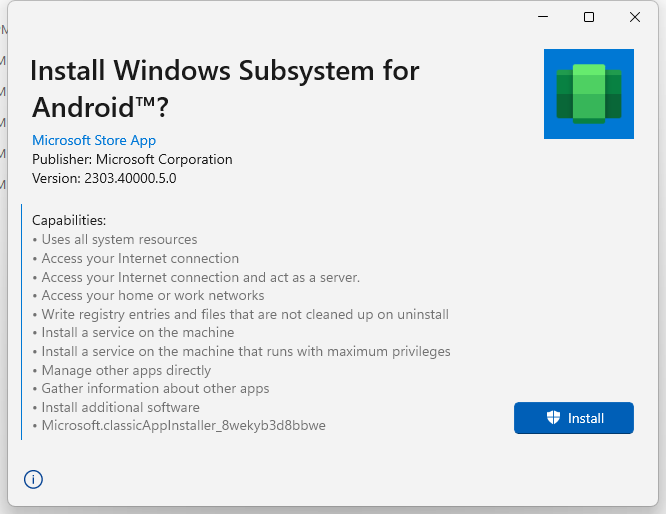 Install Windows Subsystem for
Android™?
Microsoft Store App
Publisher: Microsoft Corporation
Version: 2303.40000.5.0
Capabilities:
• Uses all system resources
• Access your Internet connection
• Access your Internet connection and act as a server.
• Access your home or work networks
• Write registry entries and files that are not cleaned up on uninstall
• Install a service on the machine
• Install a service on the machine that runs with maximum privileges
• Manage other apps directly
• Gather information about other apps
• Install additional software
• Microsoft.classicAppInstaller_8wekyb3d8bbwe
Install